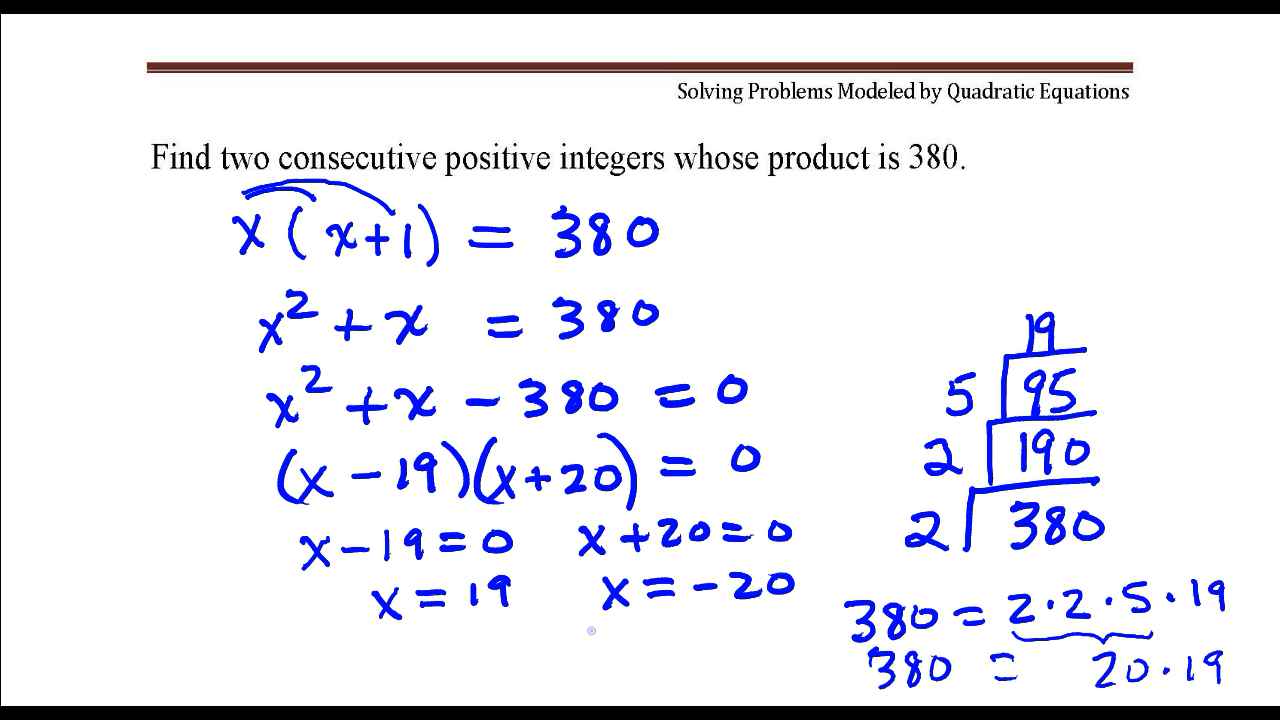 Solving Problems Modeled by Quadratic Equations
Find two consecutive positive integers whose product is 380.
x(x+1) = 380
x² + x = 380
x² + x - 380 = 0
(x - 19)(x + 20) = 0
x - 19 = 0 x + 20 = 0
x = 19 x = -20
19
5 95
2 190
2 380
380 = 2 · 2 · 5 · 19
380 = 20 · 19